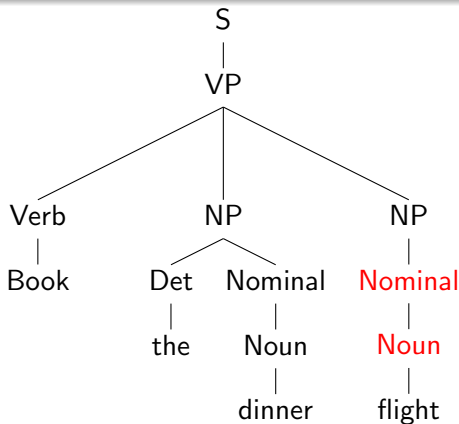 S
VP
Verb NP NP
Book Det Nominal Nominal
the Noun Noun
dinner flight